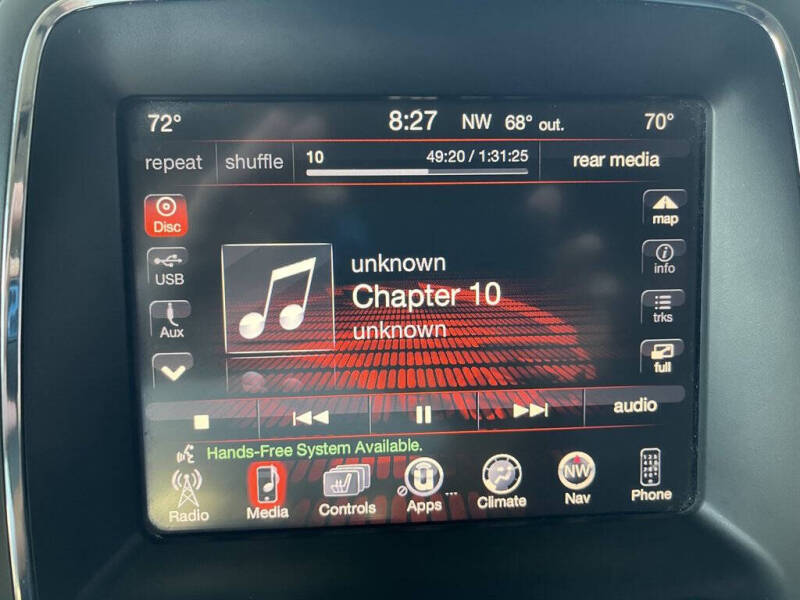 72° 8:27 NW 68° out. 70°
repeat shuffle 10 49:20 / 1:31:25 rear media
Disc
USB
Aux
unknown
Chapter 10
unknown
map
info
trks
full
audio
Hands-Free System Available.
Radio Media Controls Apps ... Climate NW Nav Phone